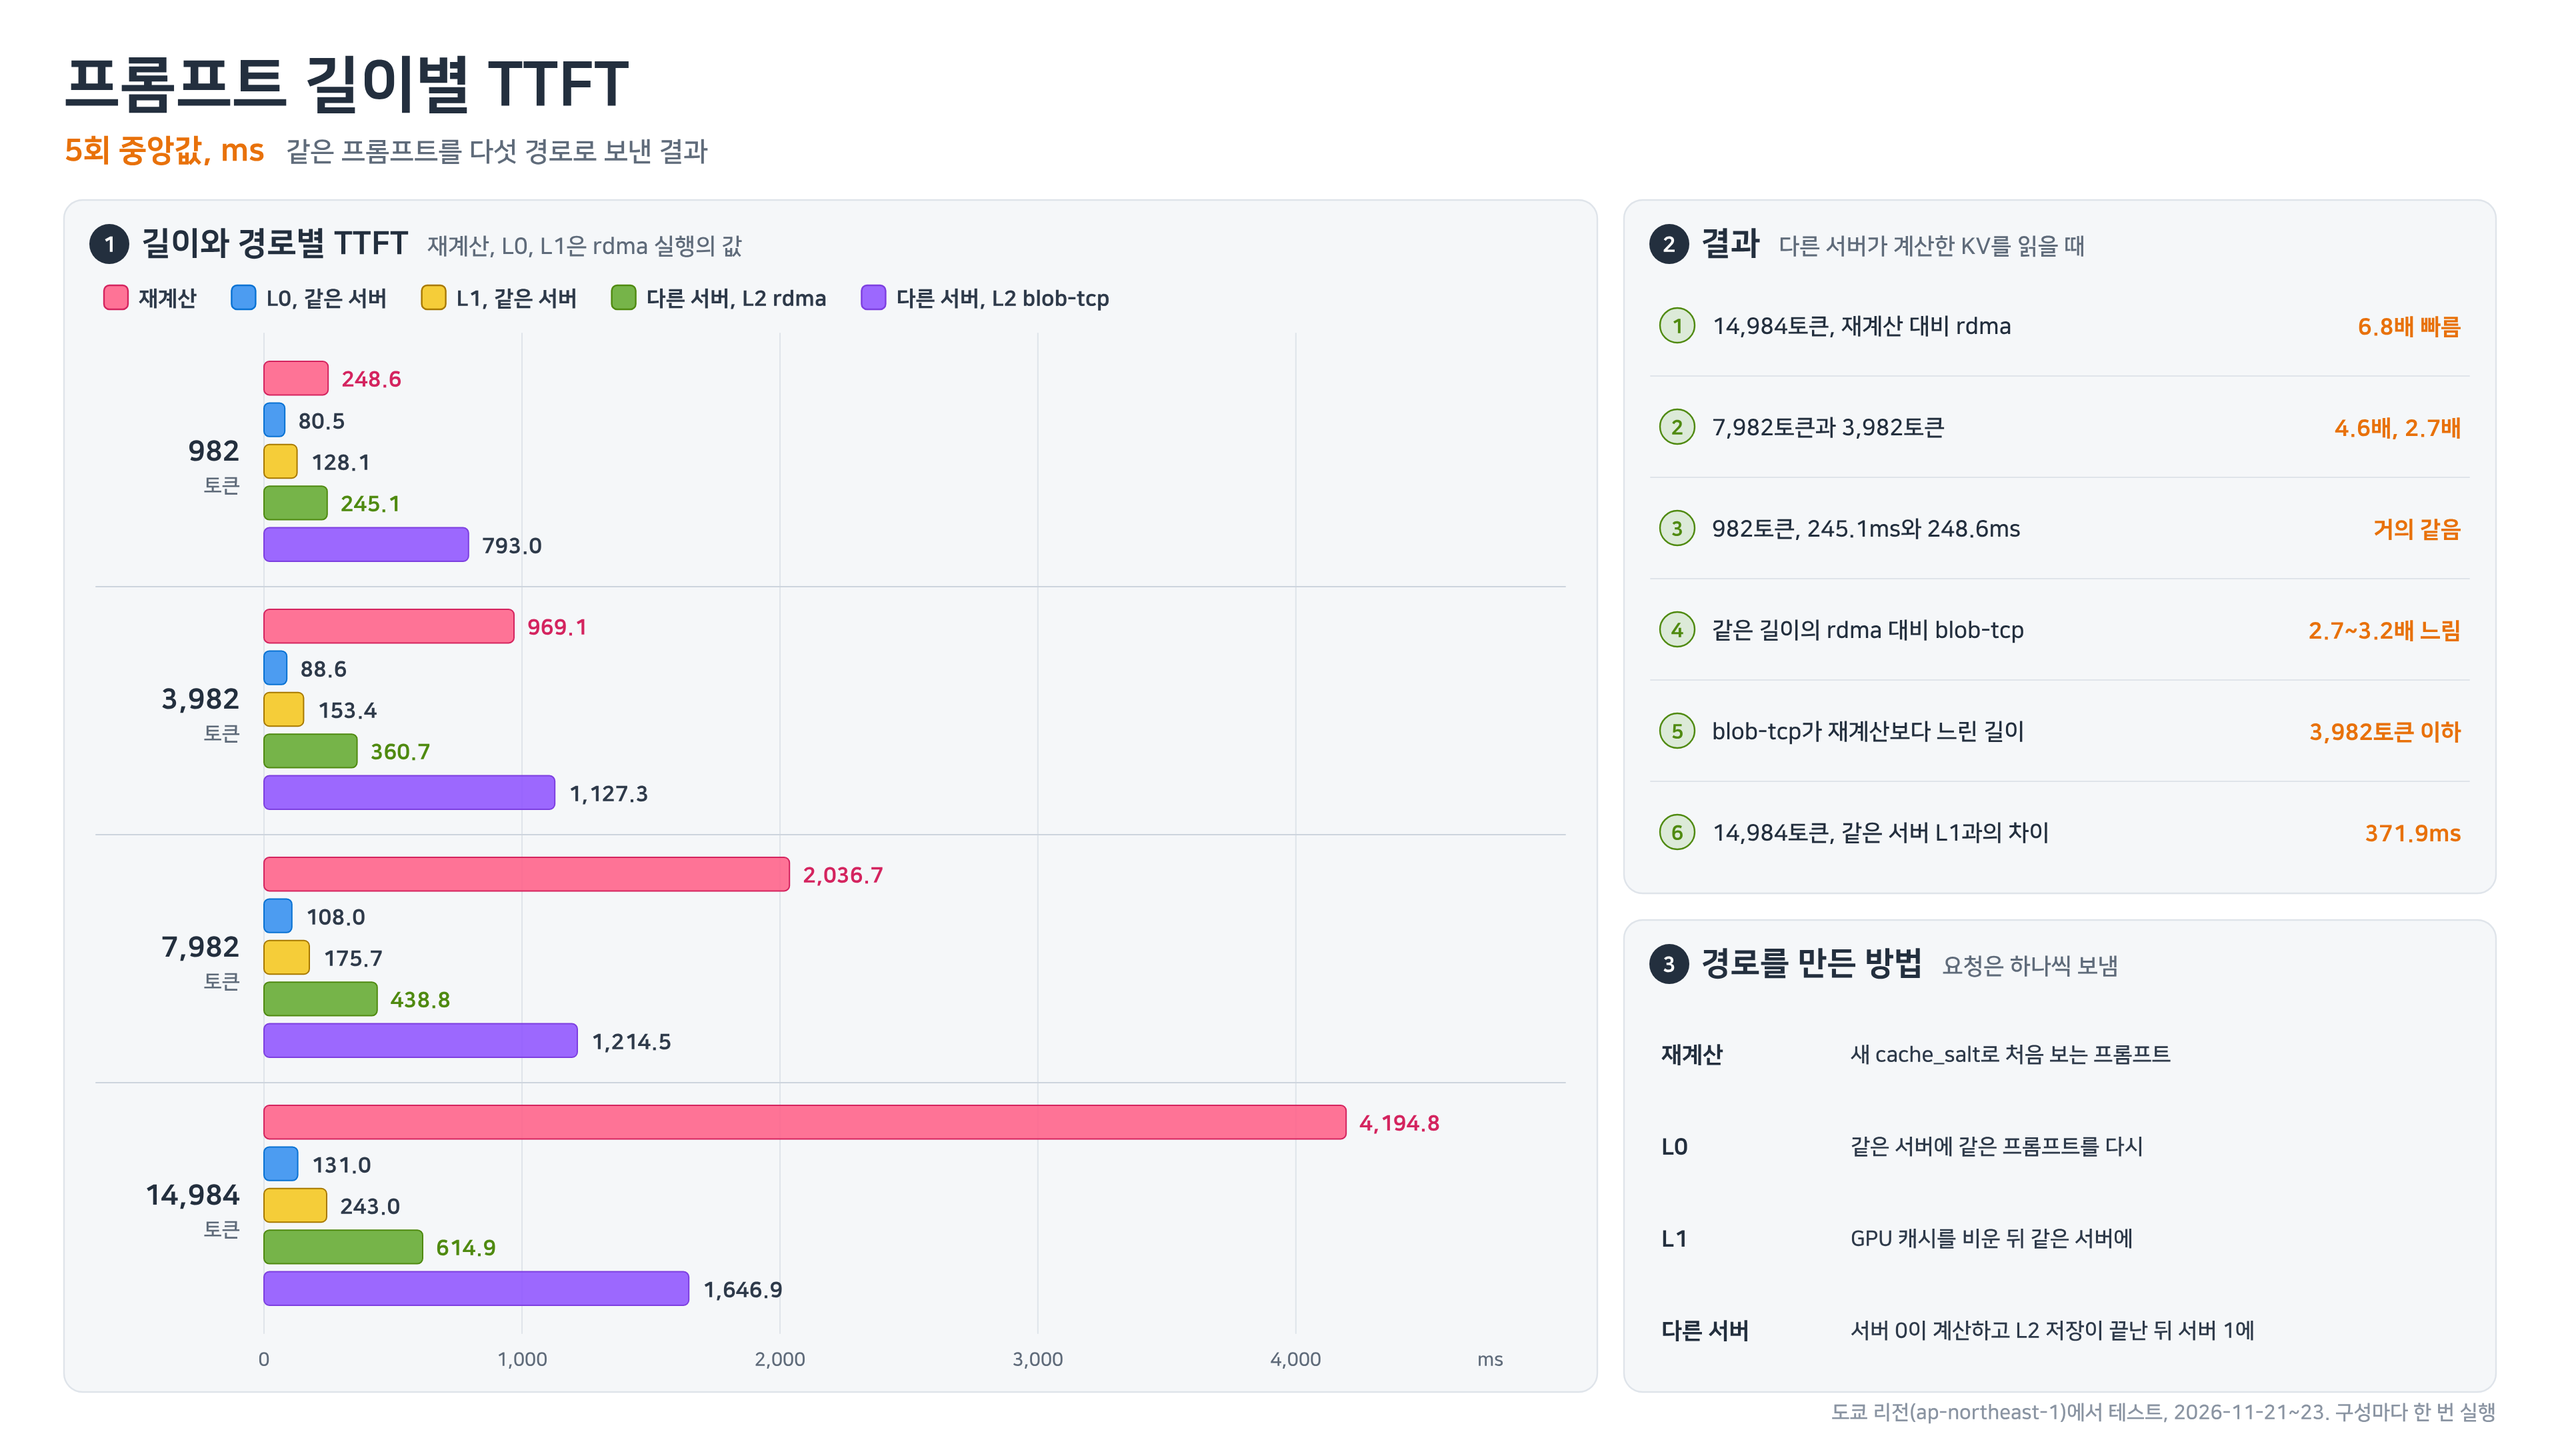 프롬프트 길이별 TTFT
5회 중앙값, ms 같은 프롬프트를 다섯 경로로 보낸 결과
1 길이와 경로별 TTFT 재계산, L0, L1은 rdma 실행의 값
재계산 L0, 같은 서버 L1, 같은 서버 다른 서버, L2 rdma 다른 서버, L2 blob-tcp
982
토큰
248.6
80.5
128.1
245.1
793.0
3,982
토큰
969.1
88.6
153.4
360.7
1,127.3
7,982
토큰
2,036.7
108.0
175.7
438.8
1,214.5
14,984
토큰
4,194.8
131.0
243.0
614.9
1,646.9
0 1,000 2,000 3,000 4,000 ms
2 결과 다른 서버가 계산한 KV를 읽을 때
1 14,984토큰, 재계산 대비 rdma 6.8배 빠름
2 7,982토큰과 3,982토큰 4.6배, 2.7배
3 982토큰, 245.1ms와 248.6ms 거의 같음
4 같은 길이의 rdma 대비 blob-tcp 2.7~3.2배 느림
5 blob-tcp가 재계산보다 느린 길이 3,982토큰 이하
6 14,984토큰, 같은 서버 L1과의 차이 371.9ms
3 경로를 만든 방법 요청은 하나씩 보냄
재계산 새 cache_salt로 처음 보는 프롬프트
L0 같은 서버에 같은 프롬프트를 다시
L1 GPU 캐시를 비운 뒤 같은 서버에
다른 서버 서버 0이 계산하고 L2 저장이 끝난 뒤 서버 1에
도쿄 리전(ap-northeast-1)에서 테스트, 2026-11-21~23. 구성마다 한 번 실행